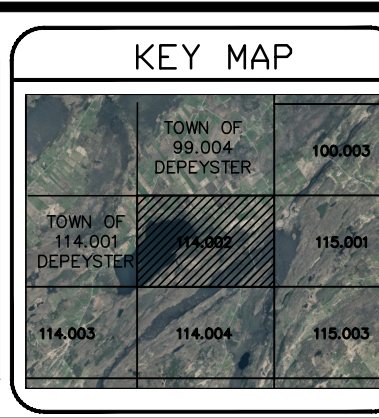 KEY MAP
TOWN OF
99.004
DEPEYSTER
100.003
TOWN OF
114.001
DEPEYSTER
114.002
115.001
114.003
114.004
115.003